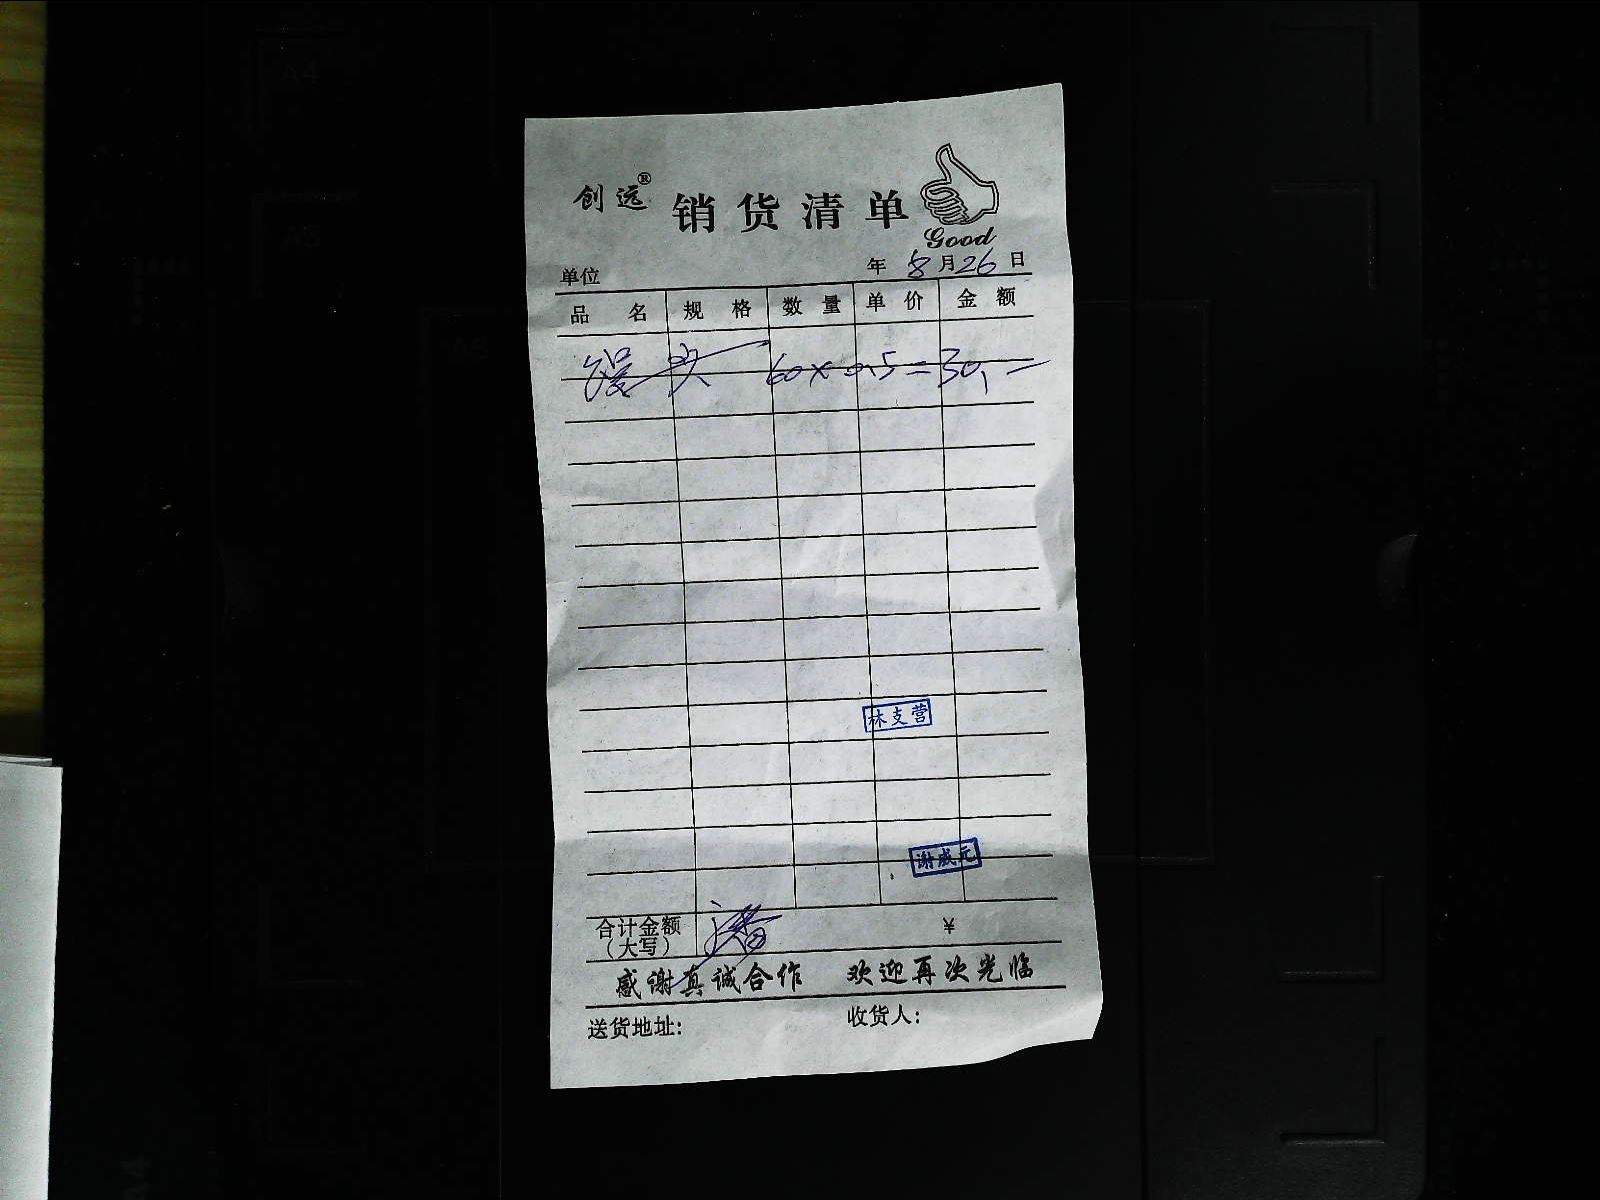 创远® 销货清单
Good
单位 年 8 月 26 日
品 名 规 格 数 量 单 价 金 额
馒头 60×0.5=30,—
林支营
谢成元
合计金额
(大写) ¥
感谢真诚合作 欢迎再次光临
送货地址: 收货人: